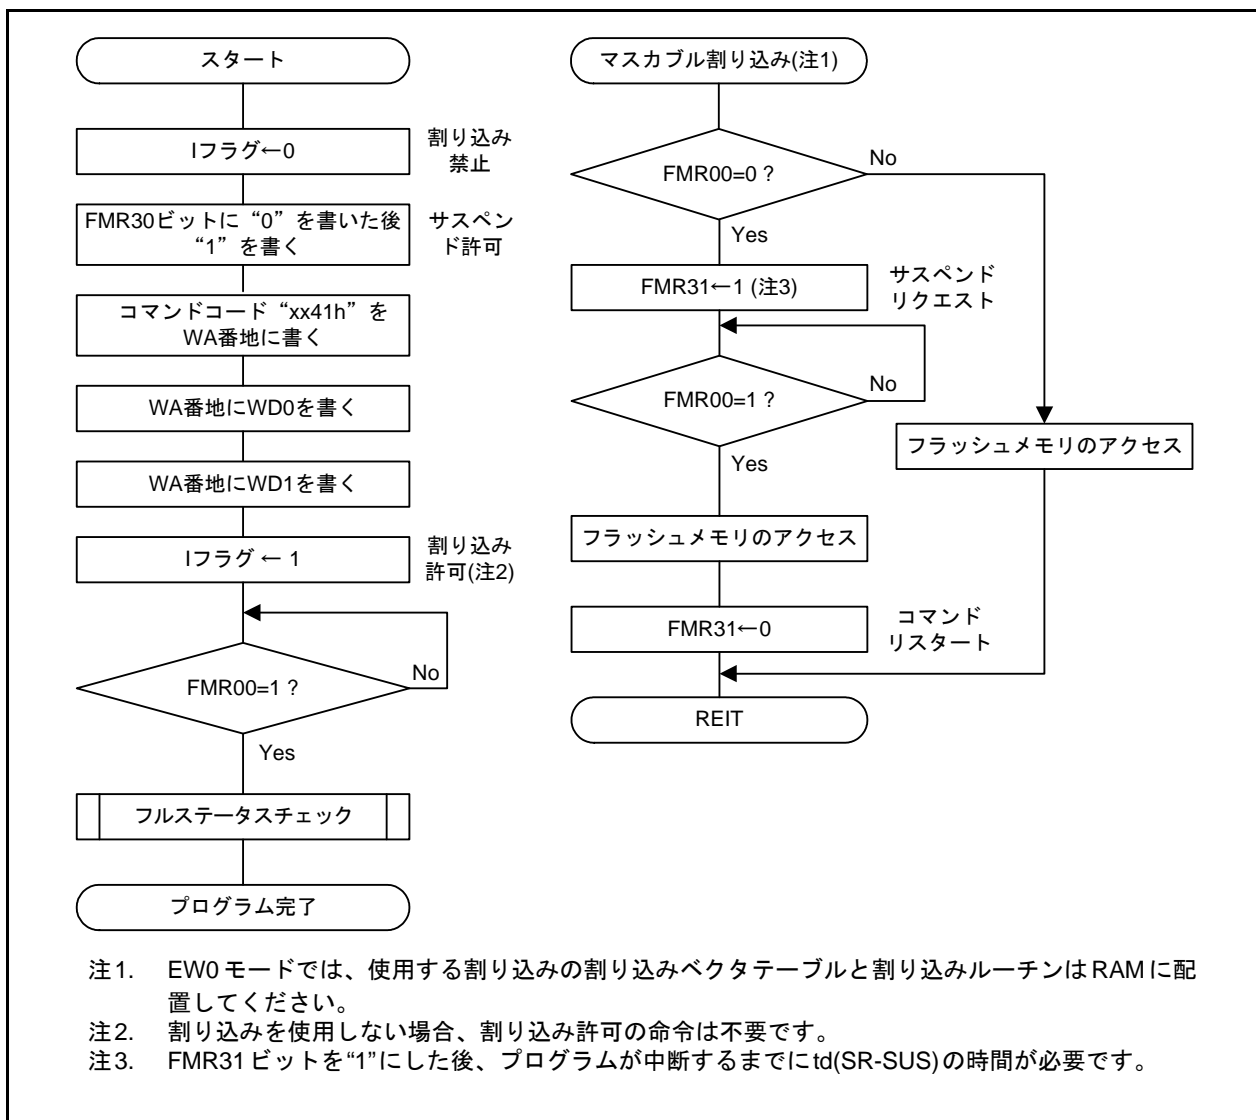 スタート
Iフラグ←0
割り込み
禁止
FMR30ビットに“0”を書いた後
“1”を書く
サスペン
ド許可
コマンドコード“xx41h”を
WA番地に書く
WA番地にWD0を書く
WA番地にWD1を書く
Iフラグ ← 1
割り込み
許可(注2)
FMR00=1 ?
No
Yes
フルステータスチェック
プログラム完了
マスカブル割り込み(注1)
FMR00=0 ?
No
Yes
FMR31←1 (注3)
サスペンド
リクエスト
FMR00=1 ?
No
Yes
フラッシュメモリのアクセス
フラッシュメモリのアクセス
FMR31←0
コマンド
リスタート
REIT
注1. EW0 モードでは、使用する割り込みの割り込みベクタテーブルと割り込みルーチンは RAM に配
置してください。
注2. 割り込みを使用しない場合、割り込み許可の命令は不要です。
注3. FMR31 ビットを“1”にした後、プログラムが中断するまでに td(SR-SUS) の時間が必要です。